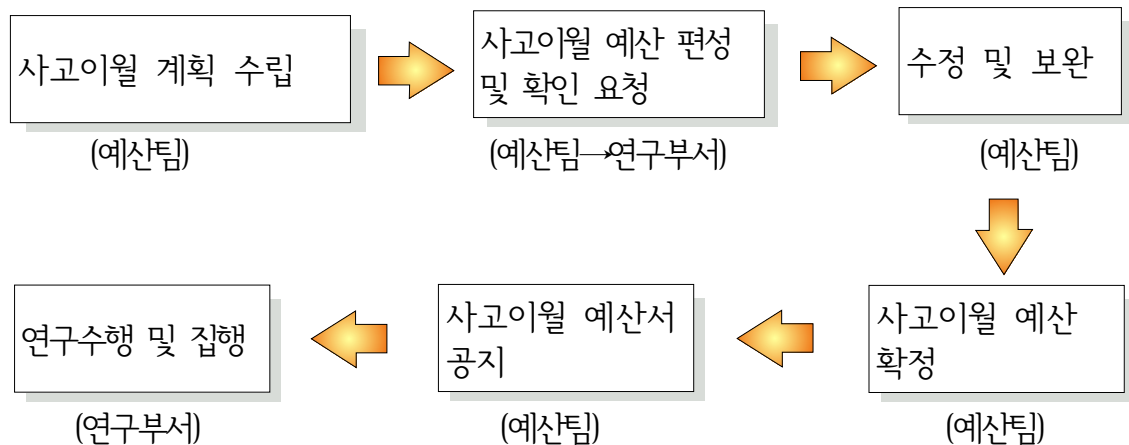 사고이월 계획 수립
(예산팀)
사고이월 예산 편성
및 확인 요청
(예산팀→연구부서)
수정 및 보완
(예산팀)
사고이월 예산
확정
(예산팀)
사고이월 예산서
공지
(예산팀)
연구수행 및 집행
(연구부서)